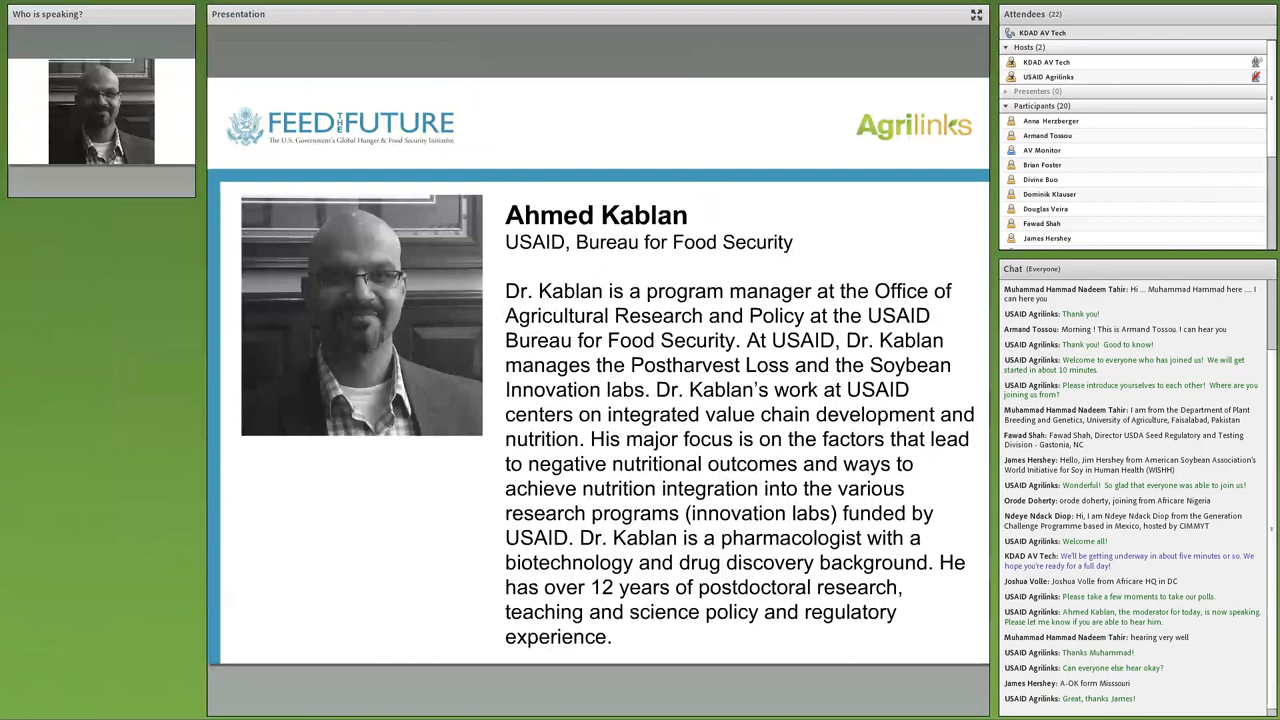 Who is speaking?
Presentation
FEED THE FUTURE
The U.S. Government's Global Hunger & Food Security Initiative
Agrilinks
Ahmed Kablan
USAID, Bureau for Food Security
Dr. Kablan is a program manager at the Office of
Agricultural Research and Policy at the USAID
Bureau for Food Security. At USAID, Dr. Kablan
manages the Postharvest Loss and the Soybean
Innovation labs. Dr. Kablan's work at USAID
centers on integrated value chain development and
nutrition. His major focus is on the factors that lead
to negative nutritional outcomes and ways to
achieve nutrition integration into the various
research programs (innovation labs) funded by
USAID. Dr. Kablan is a pharmacologist with a
biotechnology and drug discovery background. He
has over 12 years of postdoctoral research,
teaching and science policy and regulatory
experience.
Attendees (22)
KDAD AV Tech
Hosts (2)
KDAD AV Tech
USAID Agrilinks
Presenters (0)
Participants (20)
Anna Herzberger
Armand Tossou
AV Monitor
Brian Foster
Divine Buo
Dominik Klauser
Douglas Veira
Fawad Shah
James Hershey
Chat (Everyone)
Muhammad Hammad Nadeem Tahir: Hi ... Muhammad Hammad here .... I
can here you
USAID Agrilinks: Thank you!
Armand Tossou: Morning ! This is Armand Tossou. I can hear you
USAID Agrilinks: Thank you! Good to know!
USAID Agrilinks: Welcome to everyone who has joined us! We will get
started in about 10 minutes.
USAID Agrilinks: Please introduce yourselves to each other! Where are you
joining us from?
Muhammad Hammad Nadeem Tahir: I am from the Department of Plant
Breeding and Genetics, University of Agriculture, Faisalabad, Pakistan
Fawad Shah: Fawad Shah, Director USDA Seed Regulatory and Testing
Division - Gastonia, NC
James Hershey: Hello, Jim Hershey from American Soybean Association's
World Initiative for Soy in Human Health (WISHH)
USAID Agrilinks: Wonderful! So glad that everyone was able to join us!
Orode Doherty: orode doherty, joining from Africare Nigeria
Ndeye Ndack Diop: Hi, I am Ndeye Ndack Diop from the Generation
Challenge Programme based in Mexico, hosted by CIMMYT
USAID Agrilinks: Welcome all!
KDAD AV Tech: We'll be getting underway in about five minutes or so. We
hope you're ready for a full day!
Joshua Volle: Joshua Volle from Africare HQ in DC
USAID Agrilinks: Please take a few moments to take our polls.
USAID Agrilinks: Ahmed Kablan, the moderator for today, is now speaking.
Please let me know if you are able to hear him.
Muhammad Hammad Nadeem Tahir: hearing very well
USAID Agrilinks: Thanks Muhammad!
USAID Agrilinks: Can everyone else hear okay?
James Hershey: A-OK form Misssouri
USAID Agrilinks: Great, thanks James!